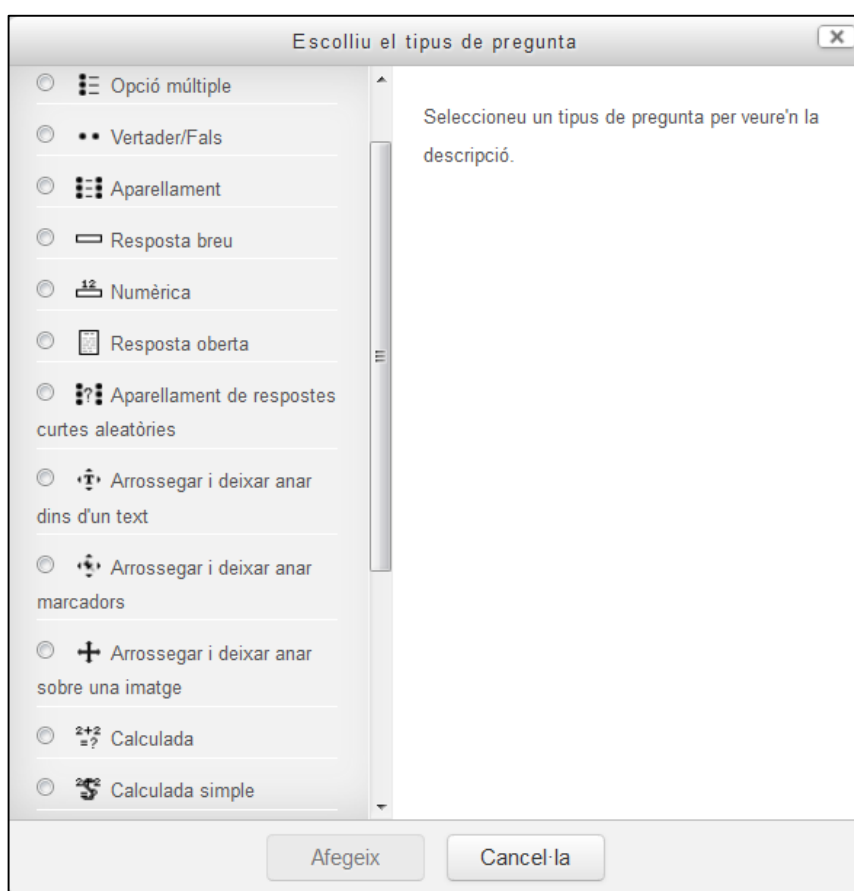 Escolliu el tipus de pregunta
Opció múltiple
Vertader/Fals
Aparellament
Resposta breu
Numèrica
Resposta oberta
Aparellament de respostes
curtes aleatòries
Arrossegar i deixar anar
dins d'un text
Arrossegar i deixar anar
marcadors
Arrossegar i deixar anar
sobre una imatge
Calculada
Calculada simple
Seleccioneu un tipus de pregunta per veure'n la
descripció.
Afegeix
Cancel·la